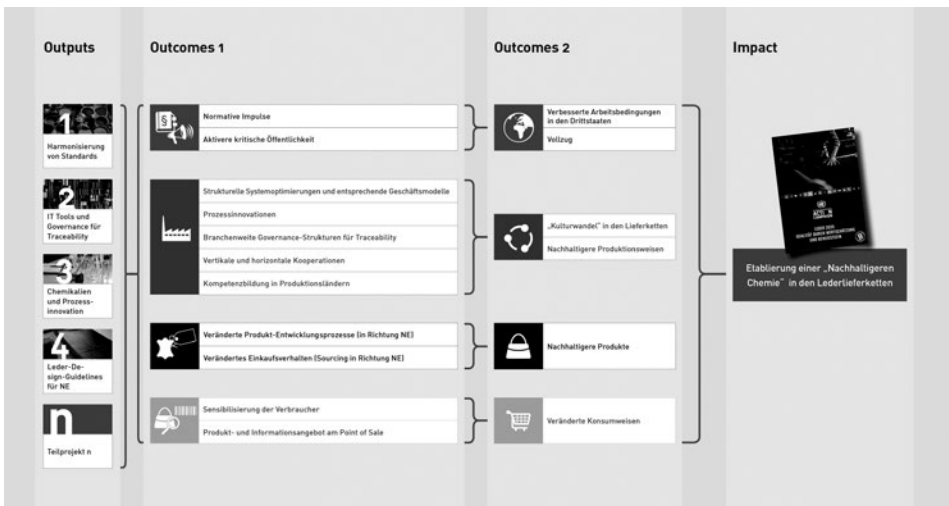 Outputs
Outcomes 1
Outcomes 2
Impact
1
Harmonisierung
von Standards
2
IT Tools und
Governance für
Traceability
3
Chemikalien
und Prozess-
innovation
4
Leder-De-
sign-Guidelines
für NE
n
Teilprojekt n
§
Normative Impulse
Aktivere kritische Öffentlichkeit
Strukturelle Systemoptimierungen und entsprechende Geschäftsmodelle
Prozessinnovationen
Branchenweite Governance-Strukturen für Traceability
Vertikale und horizontale Kooperationen
Kompetenzbildung in Produktionsländern
Veränderte Produkt-Entwicklungsprozesse (in Richtung NE)
Verändertes Einkaufsverhalten (Sourcing in Richtung NE)
Sensibilisierung der Verbraucher
Produkt- und Informationsangebot am Point of Sale
Verbesserte Arbeitsbedingungen
in den Drittstaaten
Vollzug
„Kulturwandel" in den Lieferketten
Nachhaltigere Produktionsweisen
Nachhaltigere Produkte
Veränderte Konsumweisen
Etablierung einer „Nachhaltigeren
Chemie" in den Lederlieferketten